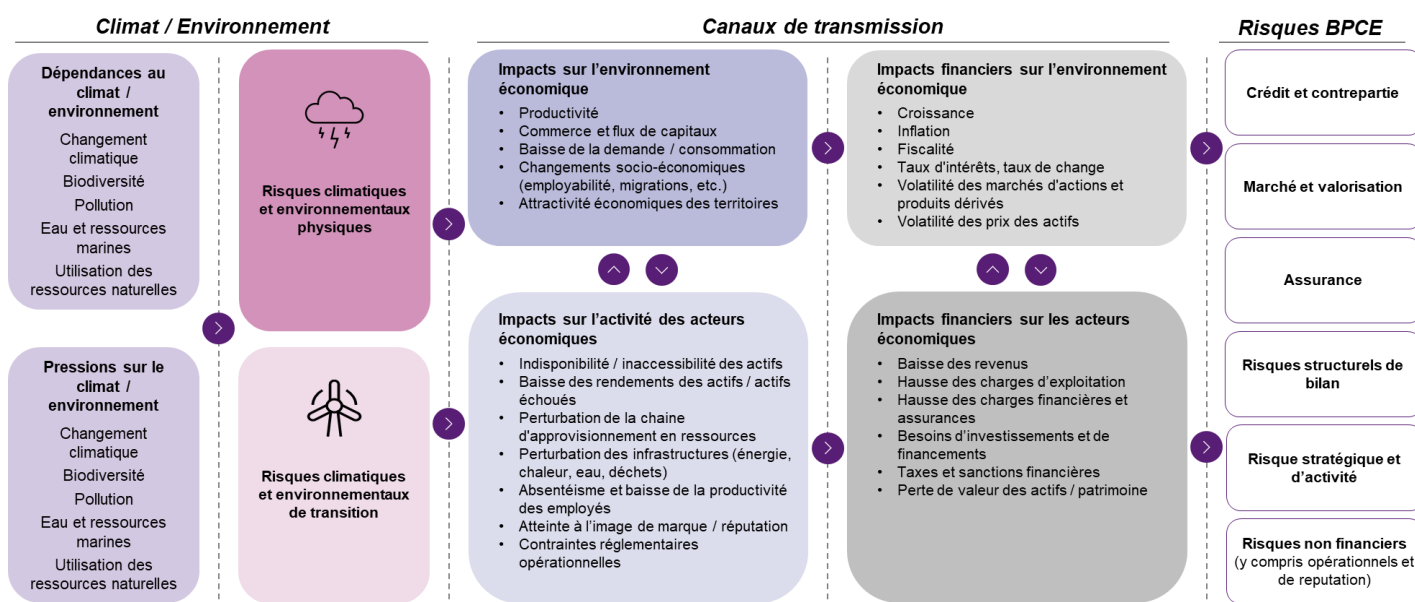 Climat / Environnement
Canaux de transmission
Risques BPCE
Dépendances au
climat /
environnement
Changement
climatique
Biodiversité
Pollution
Eau et ressources
marines
Utilisation des
ressources naturelles
Pressions sur le
climat /
environnement
Changement
climatique
Biodiversité
Pollution
Eau et ressources
marines
Utilisation des
ressources naturelles
Risques climatiques
et environnementaux
physiques
Risques climatiques
et environnementaux
de transition
Impacts sur l'environnement
économique
• Productivité
• Commerce et flux de capitaux
• Baisse de la demande / consommation
• Changements socio-économiques
(employabilité, migrations, etc.)
• Attractivité économiques des territoires
Impacts sur l'activité des acteurs
économiques
• Indisponibilité / inaccessibilité des actifs
• Baisse des rendements des actifs / actifs
échoués
• Perturbation de la chaine
d'approvisionnement en ressources
• Perturbation des infrastructures (énergie,
chaleur, eau, déchets)
• Absentéisme et baisse de la productivité
des employés
• Atteinte à l'image de marque / réputation
• Contraintes réglementaires
opérationnelles
Impacts financiers sur l'environnement
économique
• Croissance
• Inflation
• Fiscalité
• Taux d'intérêts, taux de change
• Volatilité des marchés d'actions et
produits dérivés
• Volatilité des prix des actifs
Impacts financiers sur les acteurs
économiques
• Baisse des revenus
• Hausse des charges d'exploitation
• Hausse des charges financières et
assurances
• Besoins d'investissements et de
financements
• Taxes et sanctions financières
• Perte de valeur des actifs / patrimoine
Crédit et contrepartie
Marché et valorisation
Assurance
Risques structurels de
bilan
Risque stratégique et
d'activité
Risques non financiers
(y compris opérationnels et
de reputation)